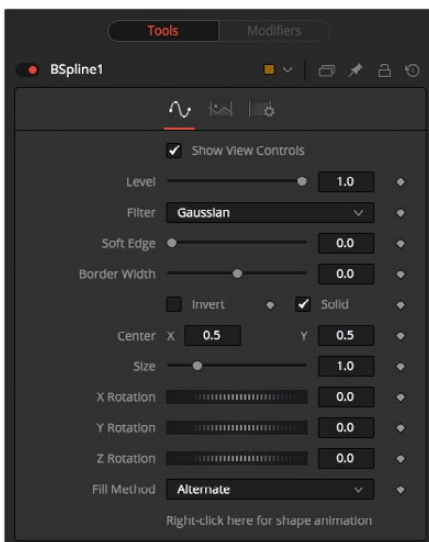 Tools Modifiers
BSpline1
Show View Controls
Level 1.0
Filter Gaussian
Soft Edge 0.0
Border Width 0.0
Invert Solid
Center X 0.5 Y 0.5
Size 1.0
X Rotation 0.0
Y Rotation 0.0
Z Rotation 0.0
Fill Method Alternate
Right-click here for shape animation